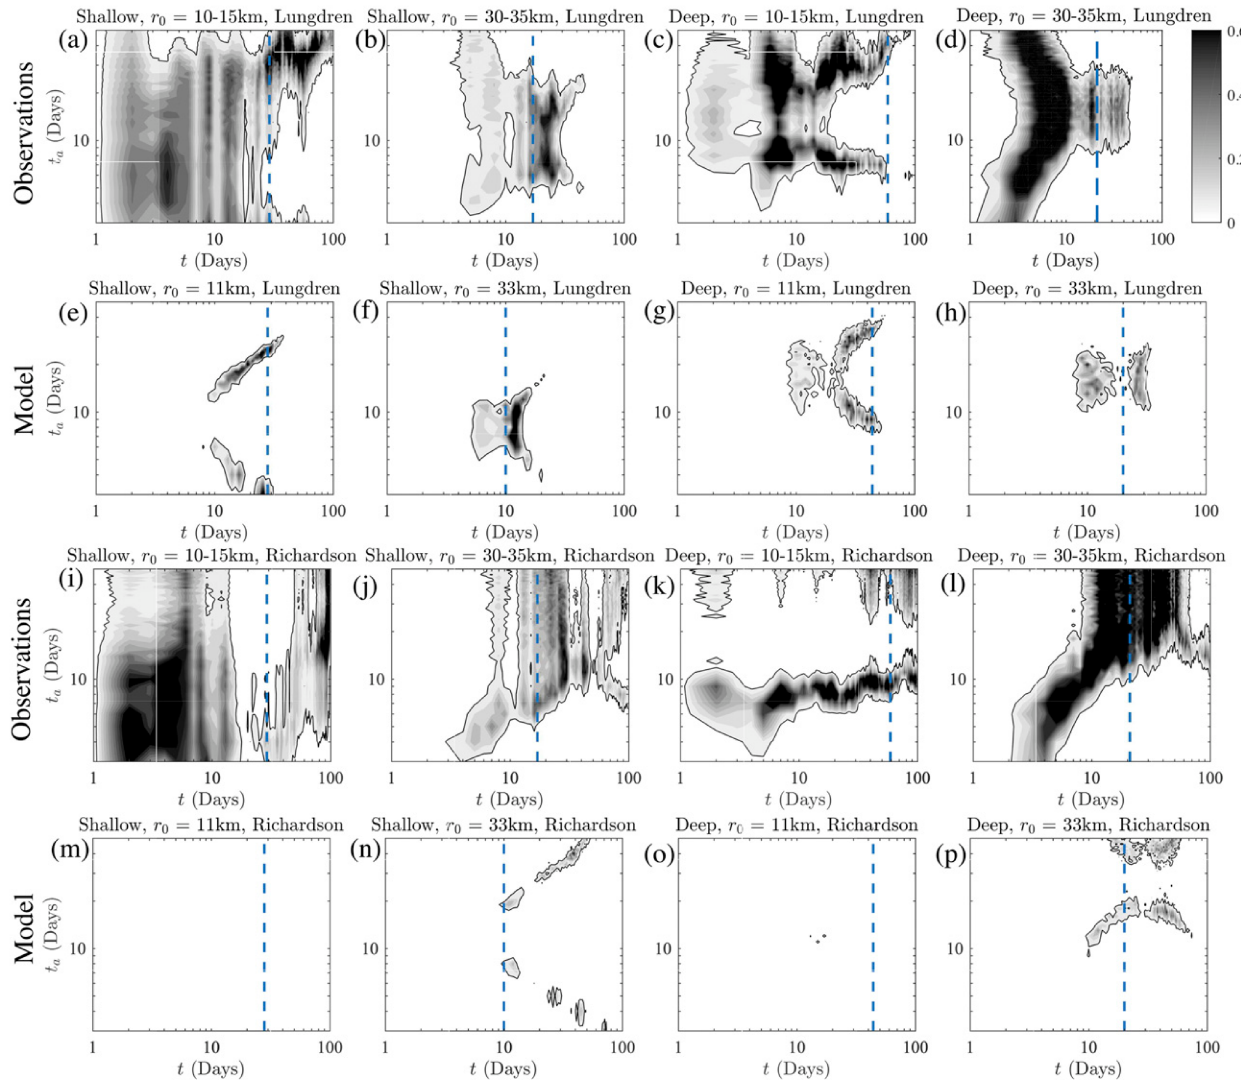 Shallow, r₀ = 10-15km, Lungdren
Shallow, r₀ = 30-35km, Lungdren
Deep, r₀ = 10-15km, Lungdren
Deep, r₀ = 30-35km, Lungdren
(a)
(b)
(c)
(d)
0.6
0.4
0.2
0
Observations
tₐ (Days)
10
10
10
10
1 10 100
1 10 100
1 10 100
1 10 100
t (Days)
t (Days)
t (Days)
t (Days)
Shallow, r₀ = 11km, Lungdren
Shallow, r₀ = 33km, Lungdren
Deep, r₀ = 11km, Lungdren
Deep, r₀ = 33km, Lungdren
(e)
(f)
(g)
(h)
Model
tₐ (Days)
10
10
10
10
1 10 100
1 10 100
1 10 100
1 10 100
t (Days)
t (Days)
t (Days)
t (Days)
Shallow, r₀ = 10-15km, Richardson
Shallow, r₀ = 30-35km, Richardson
Deep, r₀ = 10-15km, Richardson
Deep, r₀ = 30-35km, Richardson
(i)
(j)
(k)
(l)
Observations
tₐ (Days)
10
10
10
10
1 10 100
1 10 100
1 10 100
1 10 100
t (Days)
t (Days)
t (Days)
t (Days)
Shallow, r₀ = 11km, Richardson
Shallow, r₀ = 33km, Richardson
Deep, r₀ = 11km, Richardson
Deep, r₀ = 33km, Richardson
(m)
(n)
(o)
(p)
Model
tₐ (Days)
10
10
10
10
1 10 100
1 10 100
1 10 100
1 10 100
t (Days)
t (Days)
t (Days)
t (Days)